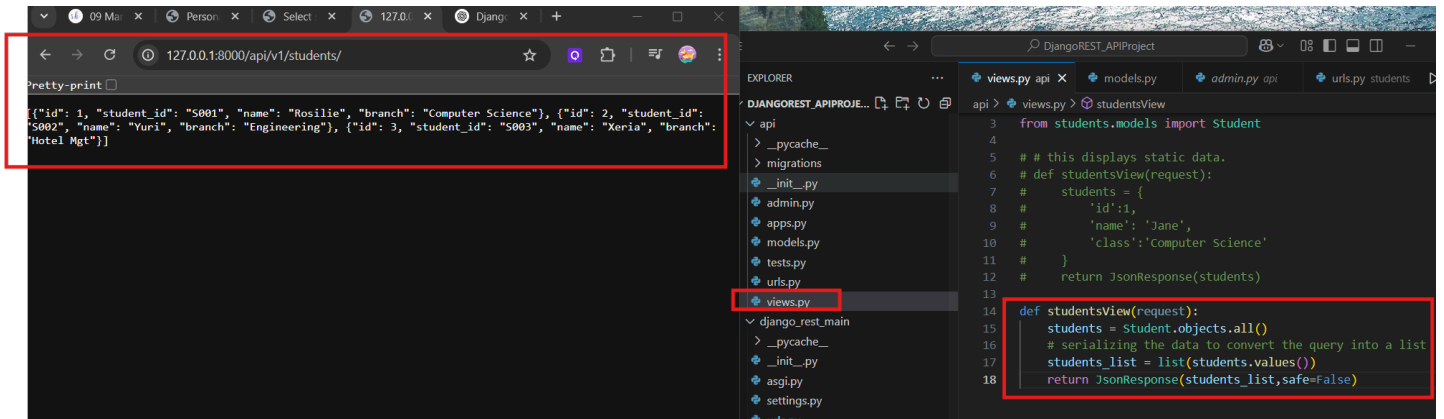 09 Mar
Person
Select
127.0.0
Djang
127.0.0.1:8000/api/v1/students/
Pretty-print
[{"id": 1, "student_id": "S001", "name": "Rosilie", "branch": "Computer Science"}, {"id": 2, "student_id":
"S002", "name": "Yuri", "branch": "Engineering"}, {"id": 3, "student_id": "S003", "name": "Xeria", "branch":
"Hotel Mgt"}]
DjangoREST_APIProject
EXPLORER
DJANGOREST_APIPROJE...
api
__pycache__
migrations
__init__.py
admin.py
apps.py
models.py
tests.py
urls.py
views.py
django_rest_main
__pycache__
__init__.py
asgi.py
settings.py
views.py api
models.py
admin.py api
urls.py students
api > views.py > studentsView
3 from students.models import Student
4
5 # # this displays static data.
6 # def studentsView(request):
7 # students = {
8 # 'id':1,
9 # 'name': 'Jane',
10 # 'class':'Computer Science'
11 # }
12 # return JsonResponse(students)
13
14 def studentsView(request):
15 students = Student.objects.all()
16 # serializing the data to convert the query into a list
17 students_list = list(students.values())
18 return JsonResponse(students_list,safe=False)